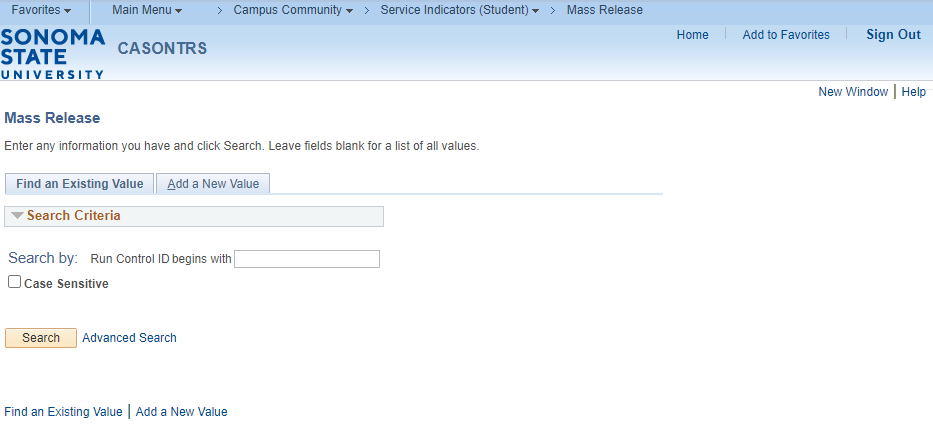 Favorites Main Menu > Campus Community > Service Indicators (Student) > Mass Release
SONOMA
STATE
UNIVERSITY
CASONTRS
Home Add to Favorites Sign Out
New Window | Help
Mass Release
Enter any information you have and click Search. Leave fields blank for a list of all values.
Find an Existing Value Add a New Value
Search Criteria
Search by: Run Control ID begins with
Case Sensitive
Search Advanced Search
Find an Existing Value | Add a New Value